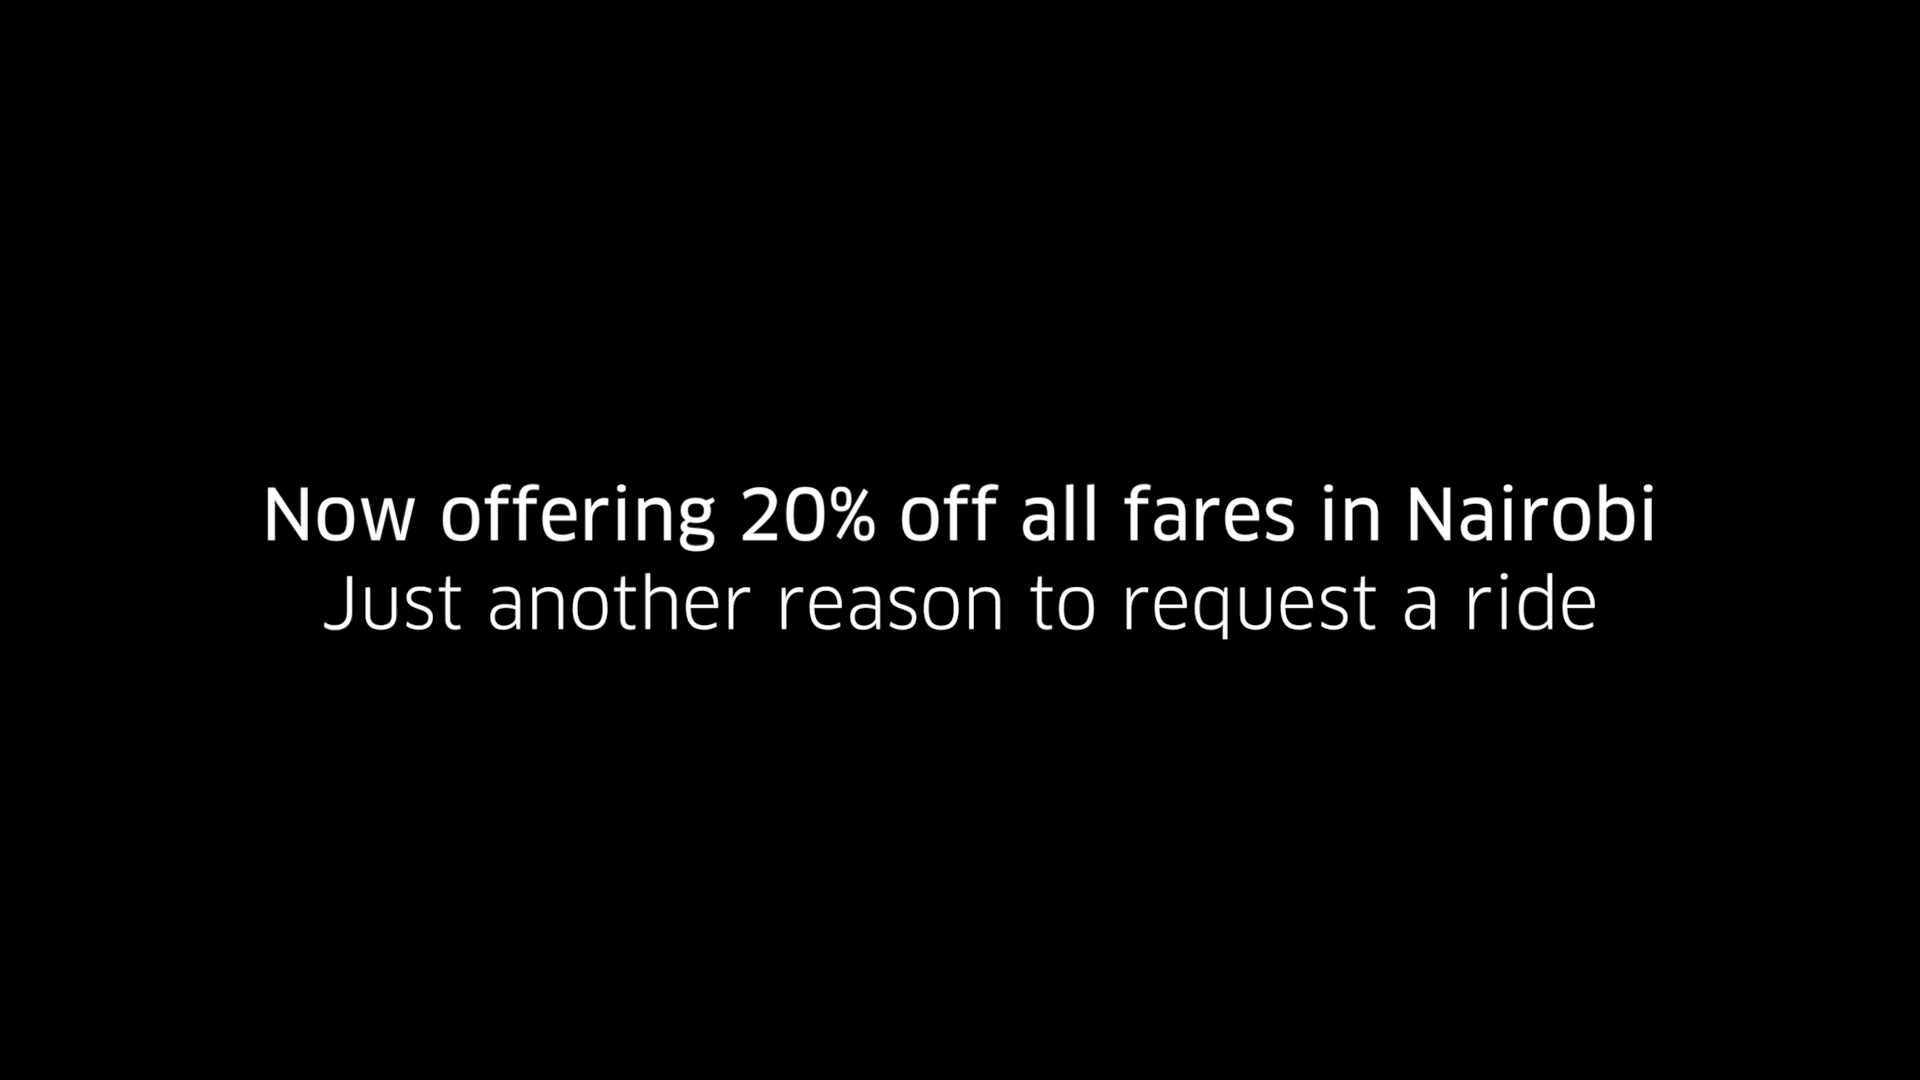 Now offering 20% off all fares in Nairobi
Just another reason to request a ride